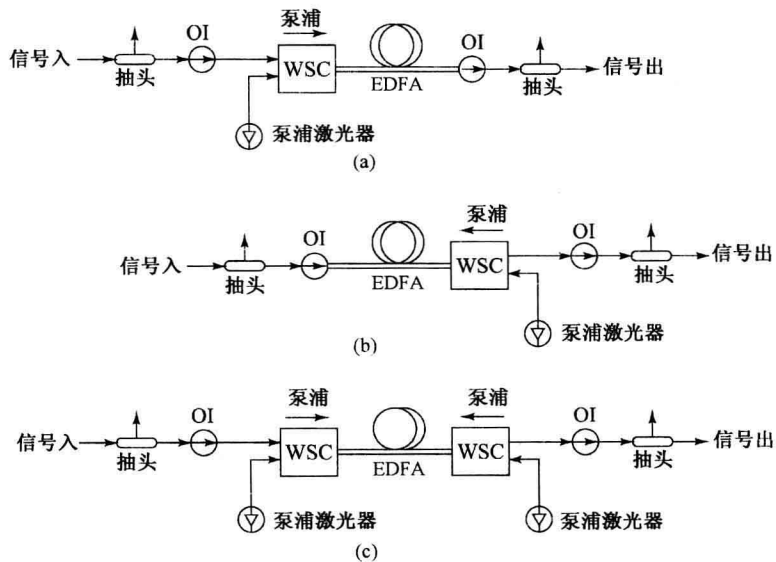 泵浦
OI
OI
信号入
WSC
信号出
抽头
EDFA
抽头
泵浦激光器
(a)
泵浦
OI
OI
信号入
WSC
信号出
抽头
EDFA
抽头
泵浦激光器
(b)
泵浦
泵浦
OI
OI
信号入
WSC
WSC
信号出
抽头
EDFA
抽头
泵浦激光器
泵浦激光器
(c)